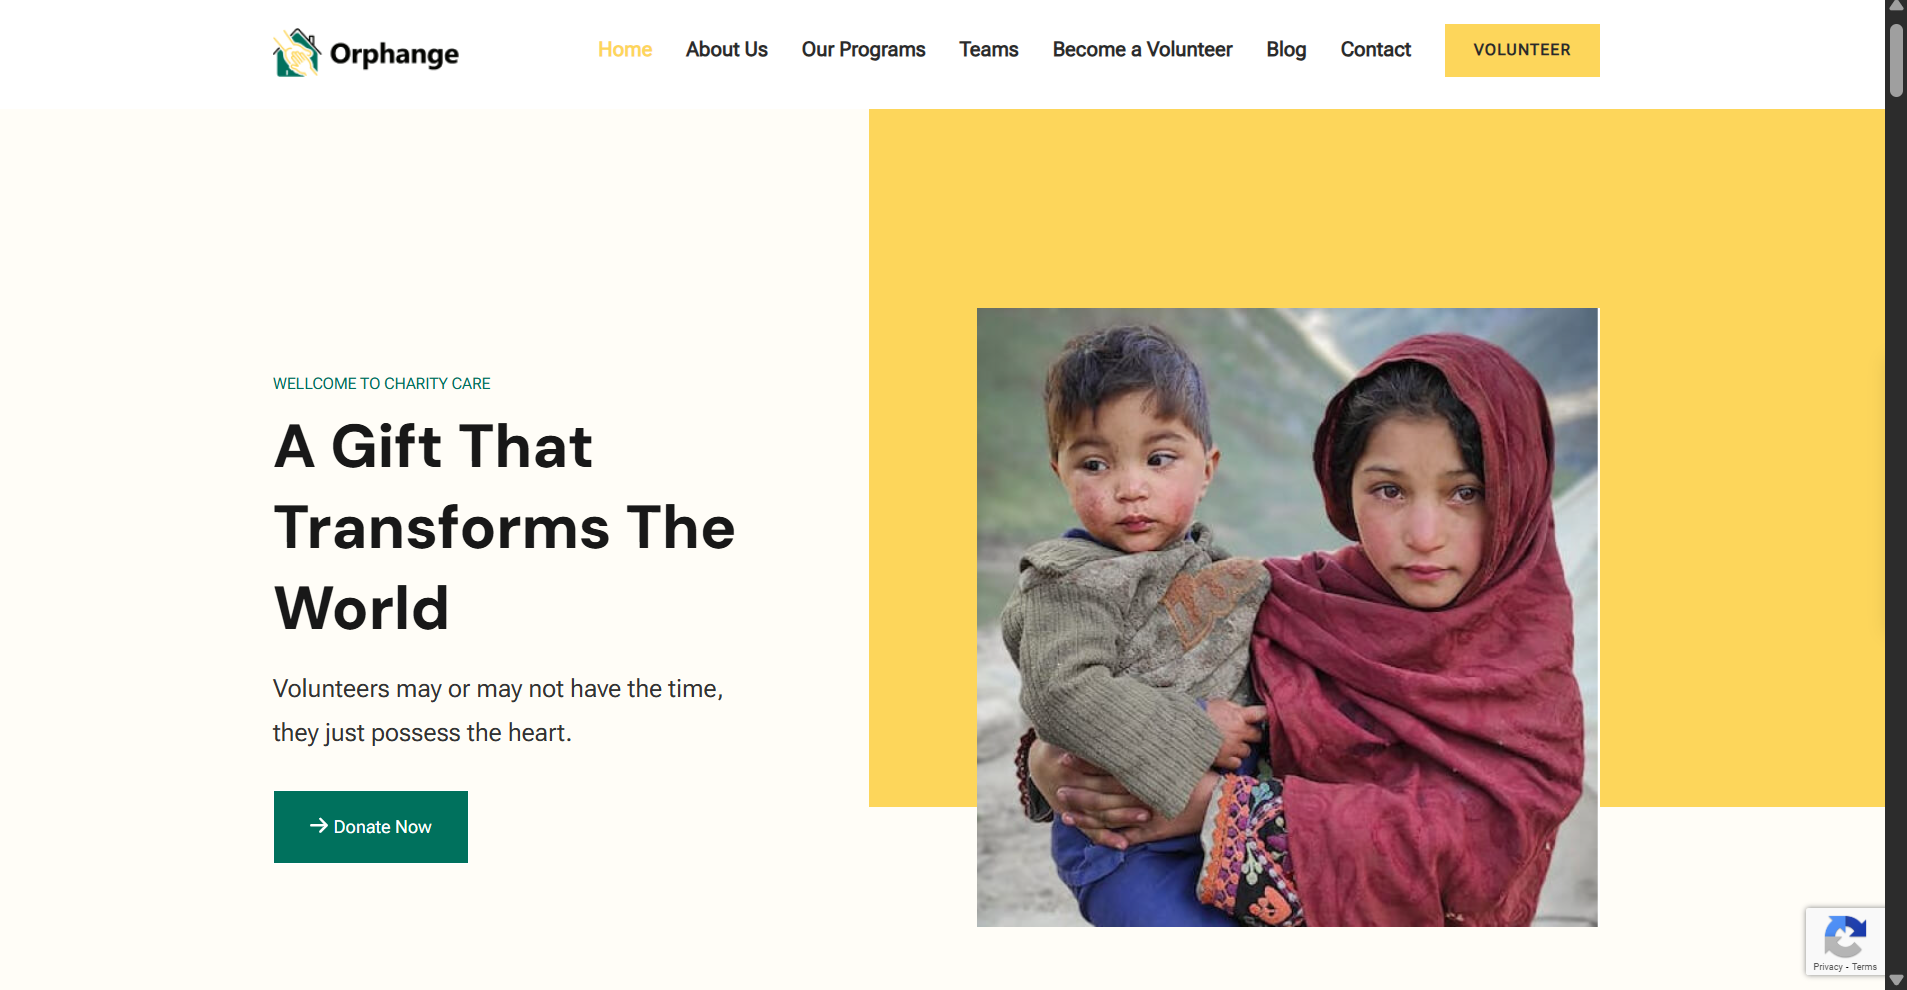 Orphange
Home About Us Our Programs Teams Become a Volunteer Blog Contact VOLUNTEER
WELLCOME TO CHARITY CARE
A Gift That
Transforms The
World
Volunteers may or may not have the time,
they just possess the heart.
Donate Now
Privacy - Terms